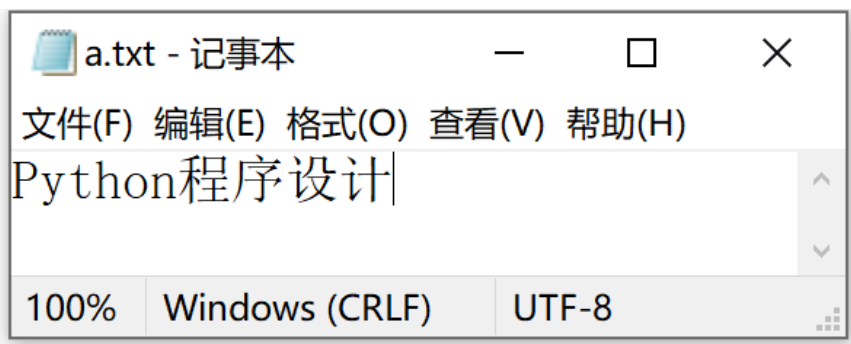 a.txt - 记事本
文件(F) 编辑(E) 格式(O) 查看(V) 帮助(H)
Python程序设计
100% Windows (CRLF) UTF-8